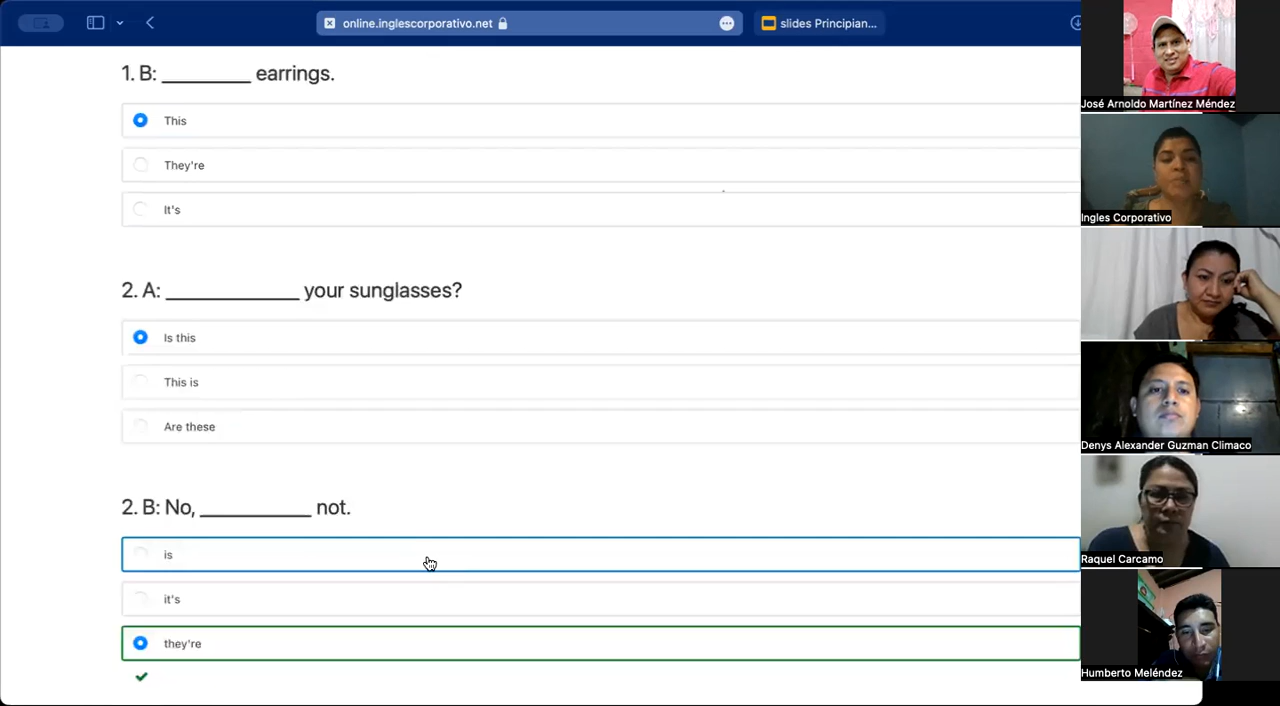 online.inglescorporativo.net
slides Principian...
1. B: _________ earrings.
This
They're
It's
2. A: ____________ your sunglasses?
Is this
This is
Are these
2. B: No, __________ not.
is
it's
they're
José Arnoldo Martínez Méndez
Ingles Corporativo
Denys Alexander Guzman Climaco
Raquel Carcamo
Humberto Meléndez